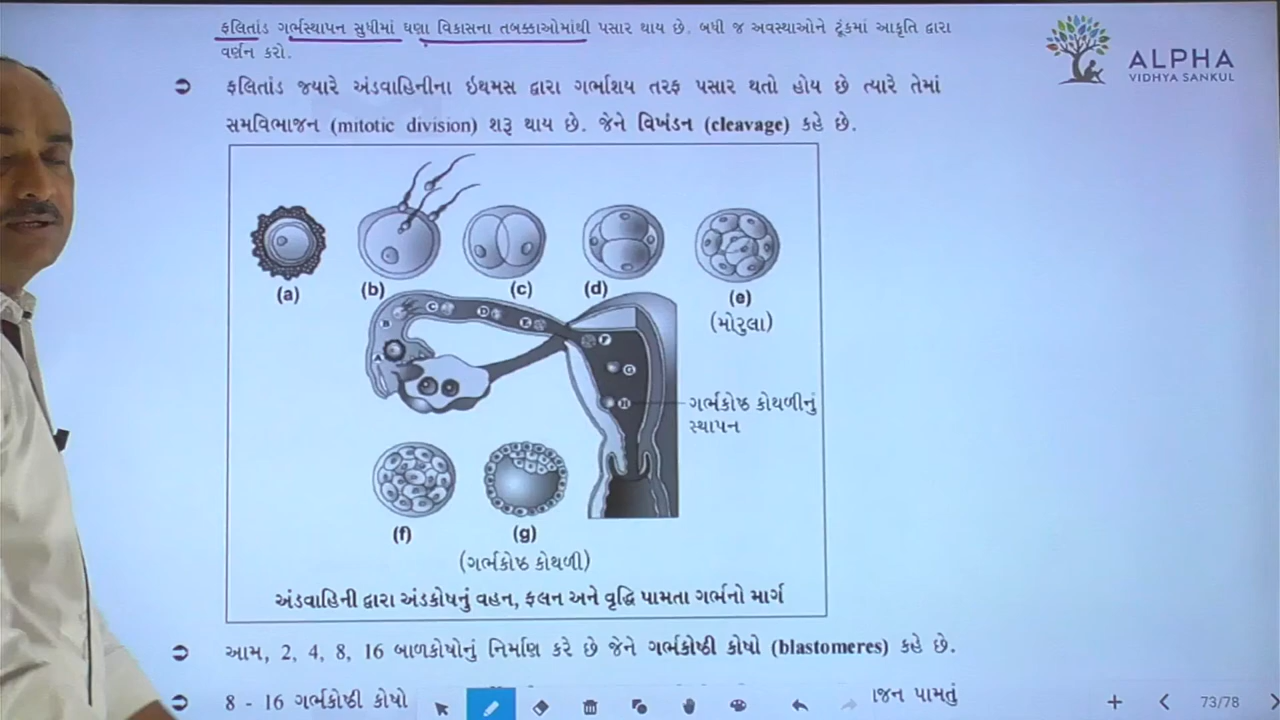 ફલિતાંડ ગર્ભસ્થાપન સુધીમાં ઘણા વિકાસના તબક્કાઓમાંથી પસાર થાય છે. બધી જ અવસ્થાઓને ટૂંકમાં આકૃતિ દ્વારા
વર્ણન કરો.
ALPHA
VIDHYA SANKUL
ફલિતાંડ જયારે અંડવાહિનીના ઇથમસ દ્વારા ગર્ભાશય તરફ પસાર થતો હોય છે ત્યારે તેમાં
સમવિભાજન (mitotic division) શરૂ થાય છે. જેને વિખંડન (cleavage) કહે છે.
(a) (b) (c) (d) (e)
(મોરુલા)
A B C D E F G H
ગર્ભકોષ્ઠ કોથળીનું
સ્થાપન
(f) (g)
(ગર્ભકોષ્ઠ કોથળી)
અંડવાહિની દ્વારા અંડકોષનું વહન, ફલન અને વૃદ્ધિ પામતા ગર્ભનો માર્ગ
આમ, 2, 4, 8, 16 બાળકોષોનું નિર્માણ કરે છે જેને ગર્ભકોષ્ઠી કોષો (blastomeres) કહે છે.
8 - 16 ગર્ભકોષ્ઠી કોષો પામતું
73/78